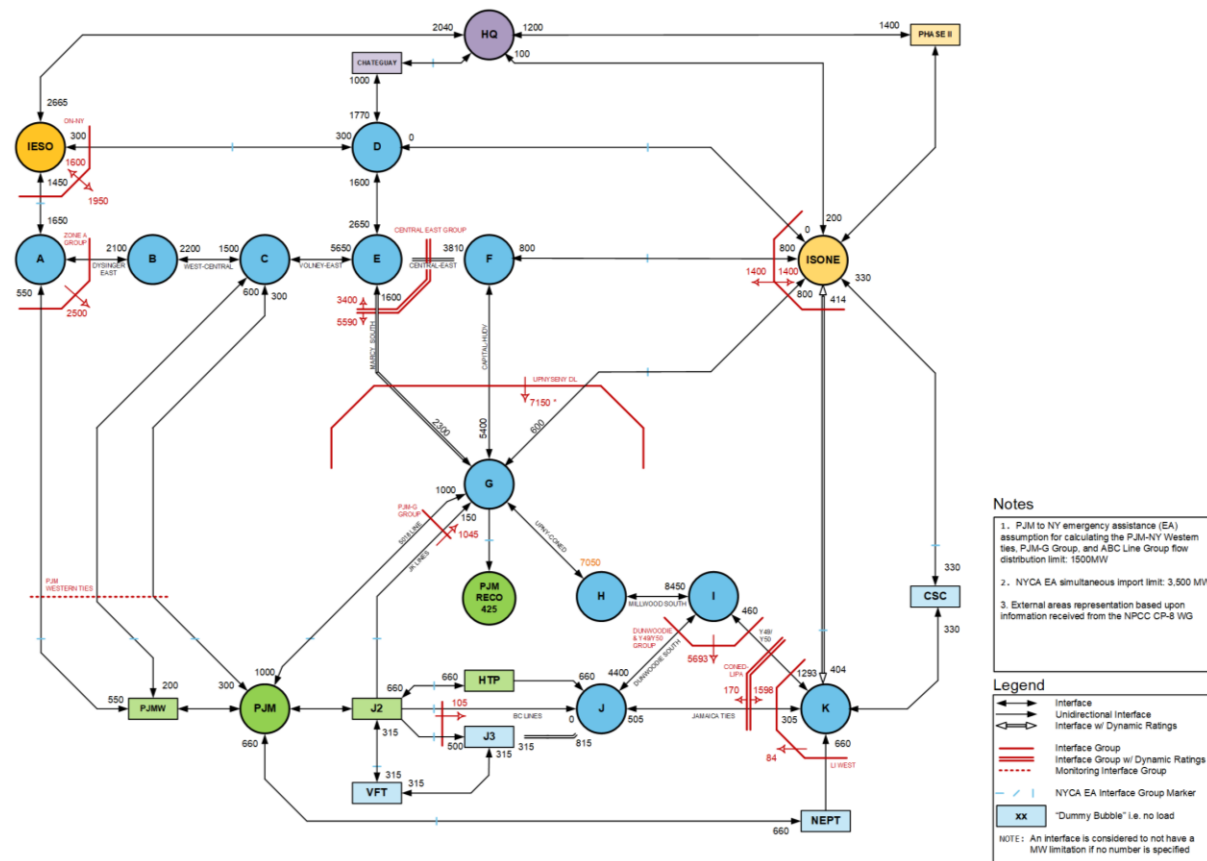 2040
HQ
1200
1400
PHASE II
100
CHATEGUAY
1000
2665
1770
ON-NY
IESO
300
300
D
0
1600
1450
1950
1600
200
0
1650
2650
CENTRAL EAST GROUP
ZONE A
GROUP
A
2100
B
2200
1500
C
5650
E
3810
F
800
800
ISONE
DYSINGER
EAST
WEST-CENTRAL
VOLNEY-EAST
CENTRAL-EAST
1400
1400
330
550
2500
600
300
1600
3400
5590
800
414
MARCY SOUTH
CAPITAL-HUDV
UPNYSENY DL
7150 *
2300
5400
600
G
1000
150
PJM-G
GROUP
1045
5018 LINE
JK LINES
UPNY-CONED
PJM
RECO
425
7050
H
8450
MILLWOOD SOUTH
I
460
PJM
WESTERN TIES
330
CSC
330
DUNWOODIE
& Y49/Y50
GROUP
DUNWOODIE SOUTH
5693
Y49/
Y50
CONED-
LIPA
1000
300
200
550
PJMW
PJM
660
J2
660
HTP
660
4400
J
505
170
1598
1293
404
K
305
JAMAICA TIES
105
BC LINES
0
315
500
J3
315
815
315
84
LI WEST
660
315
VFT
315
NEPT
660
Notes
1. PJM to NY emergency assistance (EA)
assumption for calculating the PJM-NY Western
ties, PJM-G Group, and ABC Line Group flow
distribution limit: 1500MW
2. NYCA EA simultaneous import limit: 3,500 MW
3. External areas representation based upon
information received from the NPCC CP-8 WG
Legend
Interface
Unidirectional Interface
Interface w/ Dynamic Ratings
Interface Group
Interface Group w/ Dynamic Ratings
Monitoring Interface Group
NYCA EA Interface Group Marker
xx
"Dummy Bubble" i.e. no load
NOTE: An interface is considered to not have a
MW limitation if no number is specified